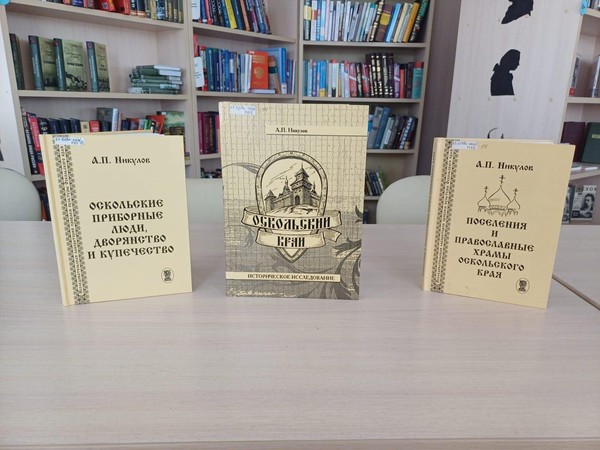 А.П. Никулов
ОСКОЛЬСКИЕ
ПРИБОРНЫЕ
ЛЮДИ,
ДВОРЯНСТВО
И КУПЕЧЕСТВО
А.П. Никулов
ОСКОЛЬСКИЙ
КРАЙ
ИСТОРИЧЕСКОЕ ИССЛЕДОВАНИЕ
А.П. Никулов
ПОСЕЛЕНИЯ
И
ПРАВОСЛАВНЫЕ
ХРАМЫ
ОСКОЛЬСКОГО
КРАЯ